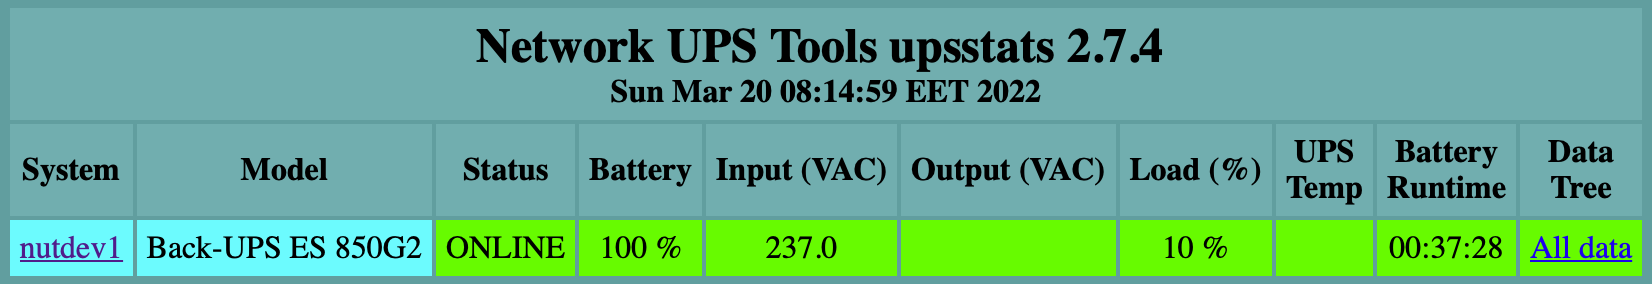 Network UPS Tools upsstats 2.7.4
Sun Mar 20 08:14:59 EET 2022
System Model Status Battery Input (VAC) Output (VAC) Load (%) UPS Temp Battery Runtime Data Tree
nutdev1 Back-UPS ES 850G2 ONLINE 100 % 237.0 10 % 00:37:28 All data